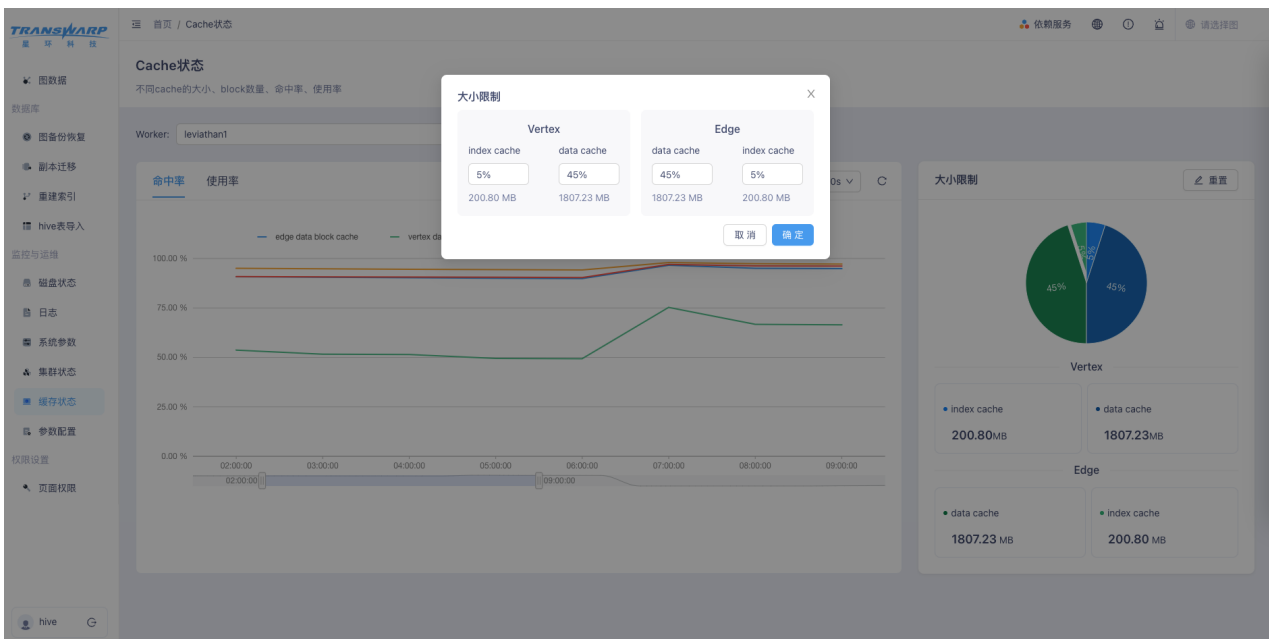 TRANSWARP
星环科技
首页 / Cache状态
依赖服务
请选择图
图数据
数据库
图备份恢复
副本迁移
重建索引
hive表导入
监控与运维
磁盘状态
日志
系统参数
集群状态
缓存状态
参数配置
权限设置
页面权限
hive
Cache状态
不同cache的大小、block数量、命中率、使用率
Worker: leviathan1
命中率 使用率
0s
edge data block cache vertex da
100.00 %
75.00 %
50.00 %
25.00 %
0.00 %
02:00:00 03:00:00 04:00:00 05:00:00 06:00:00 07:00:00 08:00:00 09:00:00
02:00:00 09:00:00
大小限制
X
Vertex Edge
index cache data cache data cache index cache
5% 45% 45% 5%
200.80 MB 1807.23 MB 1807.23 MB 200.80 MB
取消 确定
大小限制 重置
5% 5%
45% 45%
Vertex
index cache data cache
200.80MB 1807.23MB
Edge
data cache index cache
1807.23 MB 200.80 MB